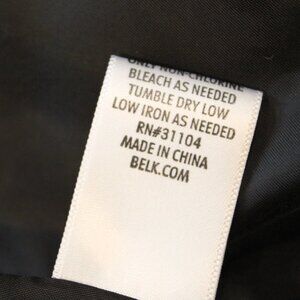 ONLY NON-CHLORINE
BLEACH AS NEEDED
TUMBLE DRY LOW
LOW IRON AS NEEDED
RN#31104
MADE IN CHINA
BELK.COM